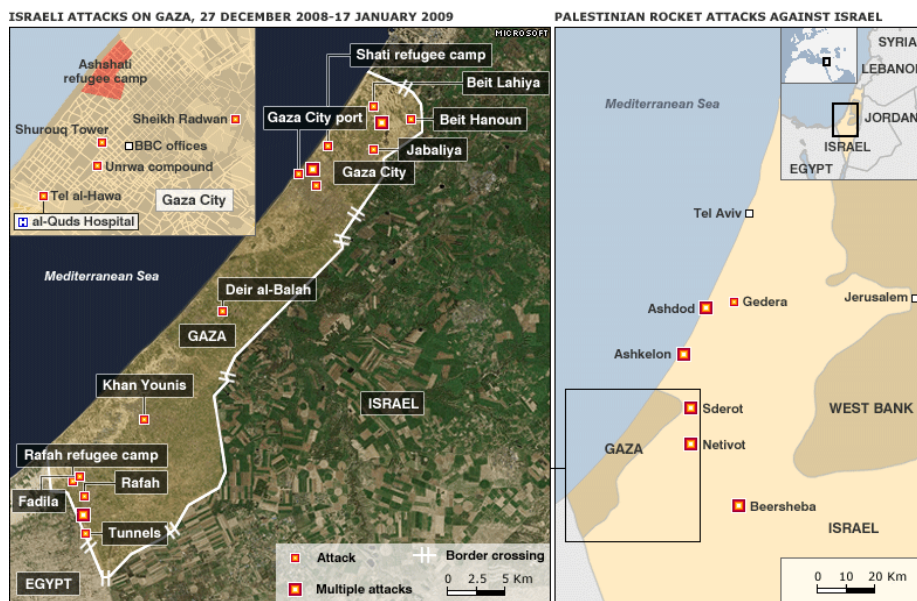 ISRAELI ATTACKS ON GAZA, 27 DECEMBER 2008-17 JANUARY 2009
MICROSOFT
Ashshati
refugee camp
Sheikh Radwan
Shurouq Tower
BBC offices
Unrwa compound
Tel al-Hawa
Gaza City
H al-Quds Hospital
Shati refugee camp
Beit Lahiya
Gaza City port
Beit Hanoun
Jabaliya
Gaza City
Mediterranean Sea
Deir al-Balah
GAZA
Khan Younis
ISRAEL
Rafah refugee camp
Fadila
Rafah
Tunnels
EGYPT
Attack
Border crossing
Multiple attacks
0 2.5 5 Km
PALESTINIAN ROCKET ATTACKS AGAINST ISRAEL
SYRIA
LEBANON
JORDAN
ISRAEL
EGYPT
Mediterranean Sea
Tel Aviv
Jerusalem
Gedera
Ashdod
Ashkelon
Sderot
WEST BANK
GAZA
Netivot
Beersheba
ISRAEL
0 10 20 KM